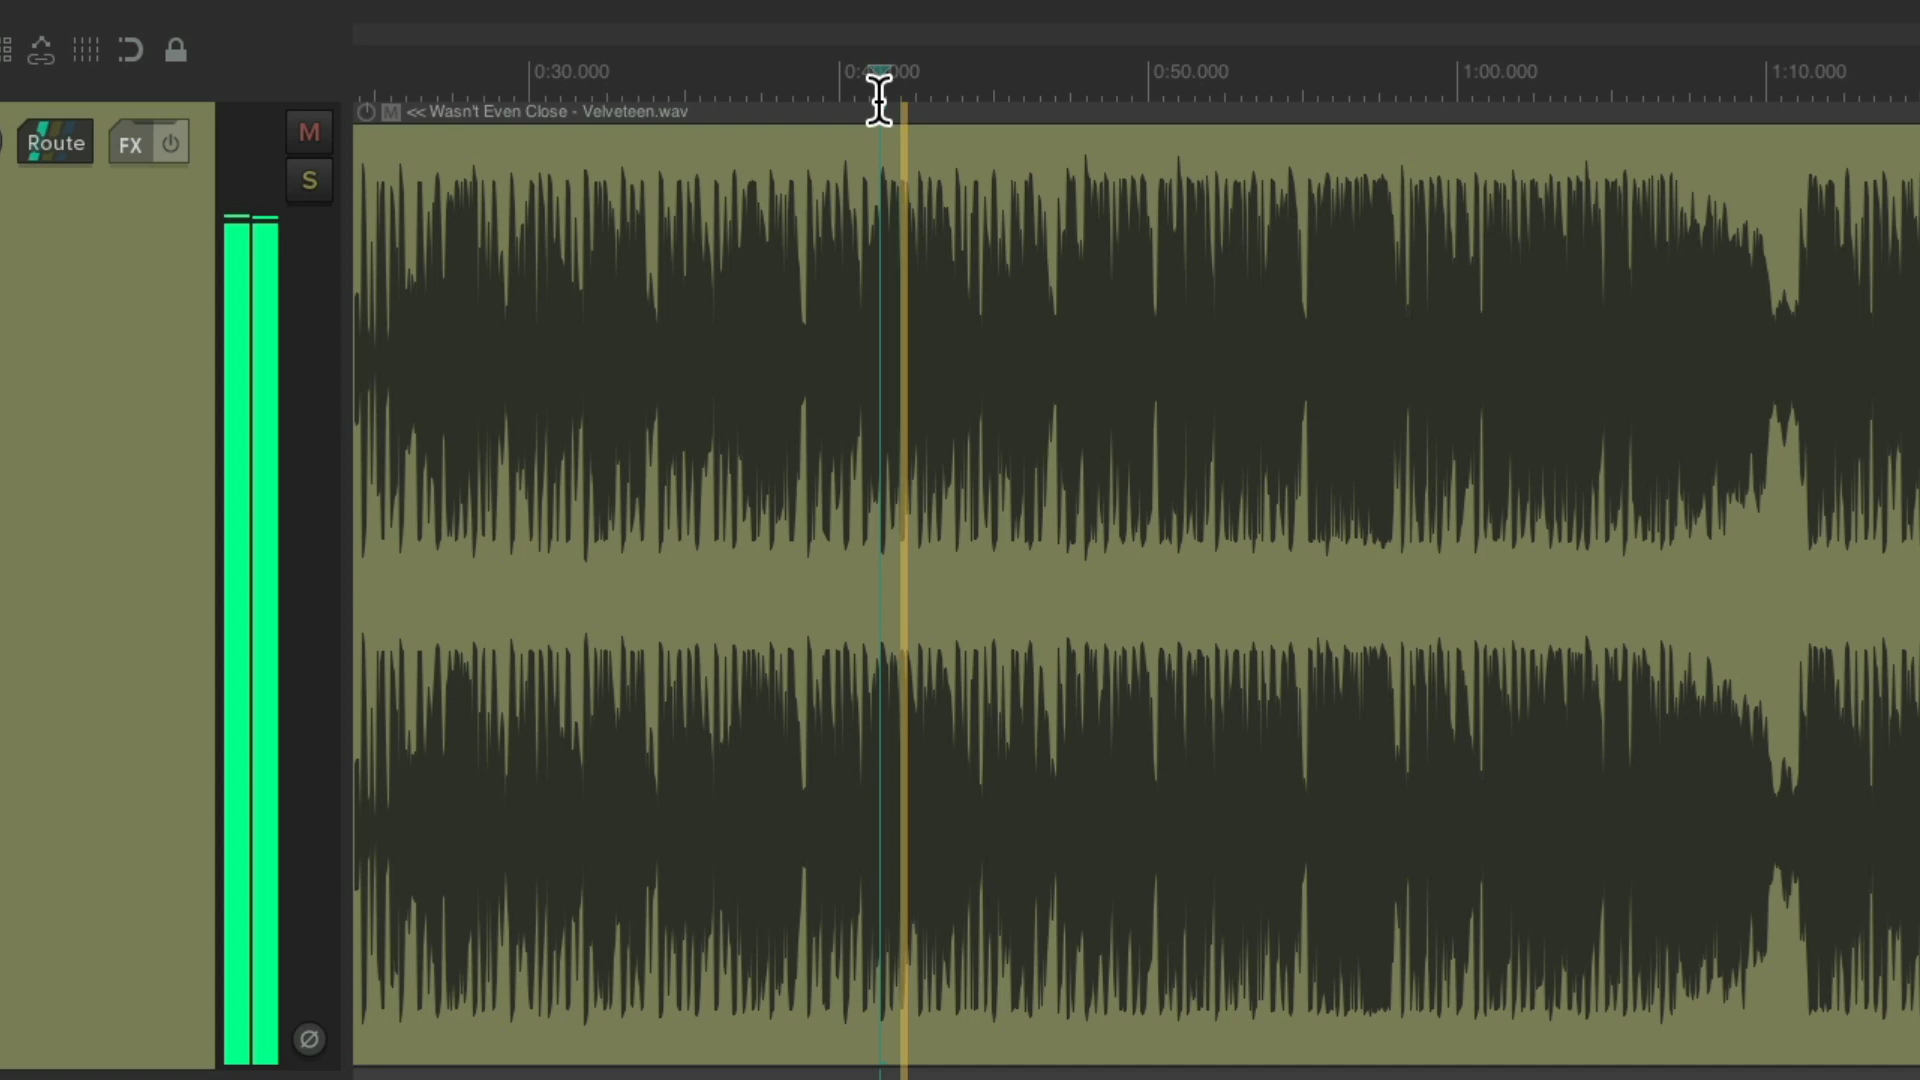 0:30.000 0:50.000 1:00.000 1:10.000
M << Wasn't Even Close - Velveteen.wav
Route FX M
S